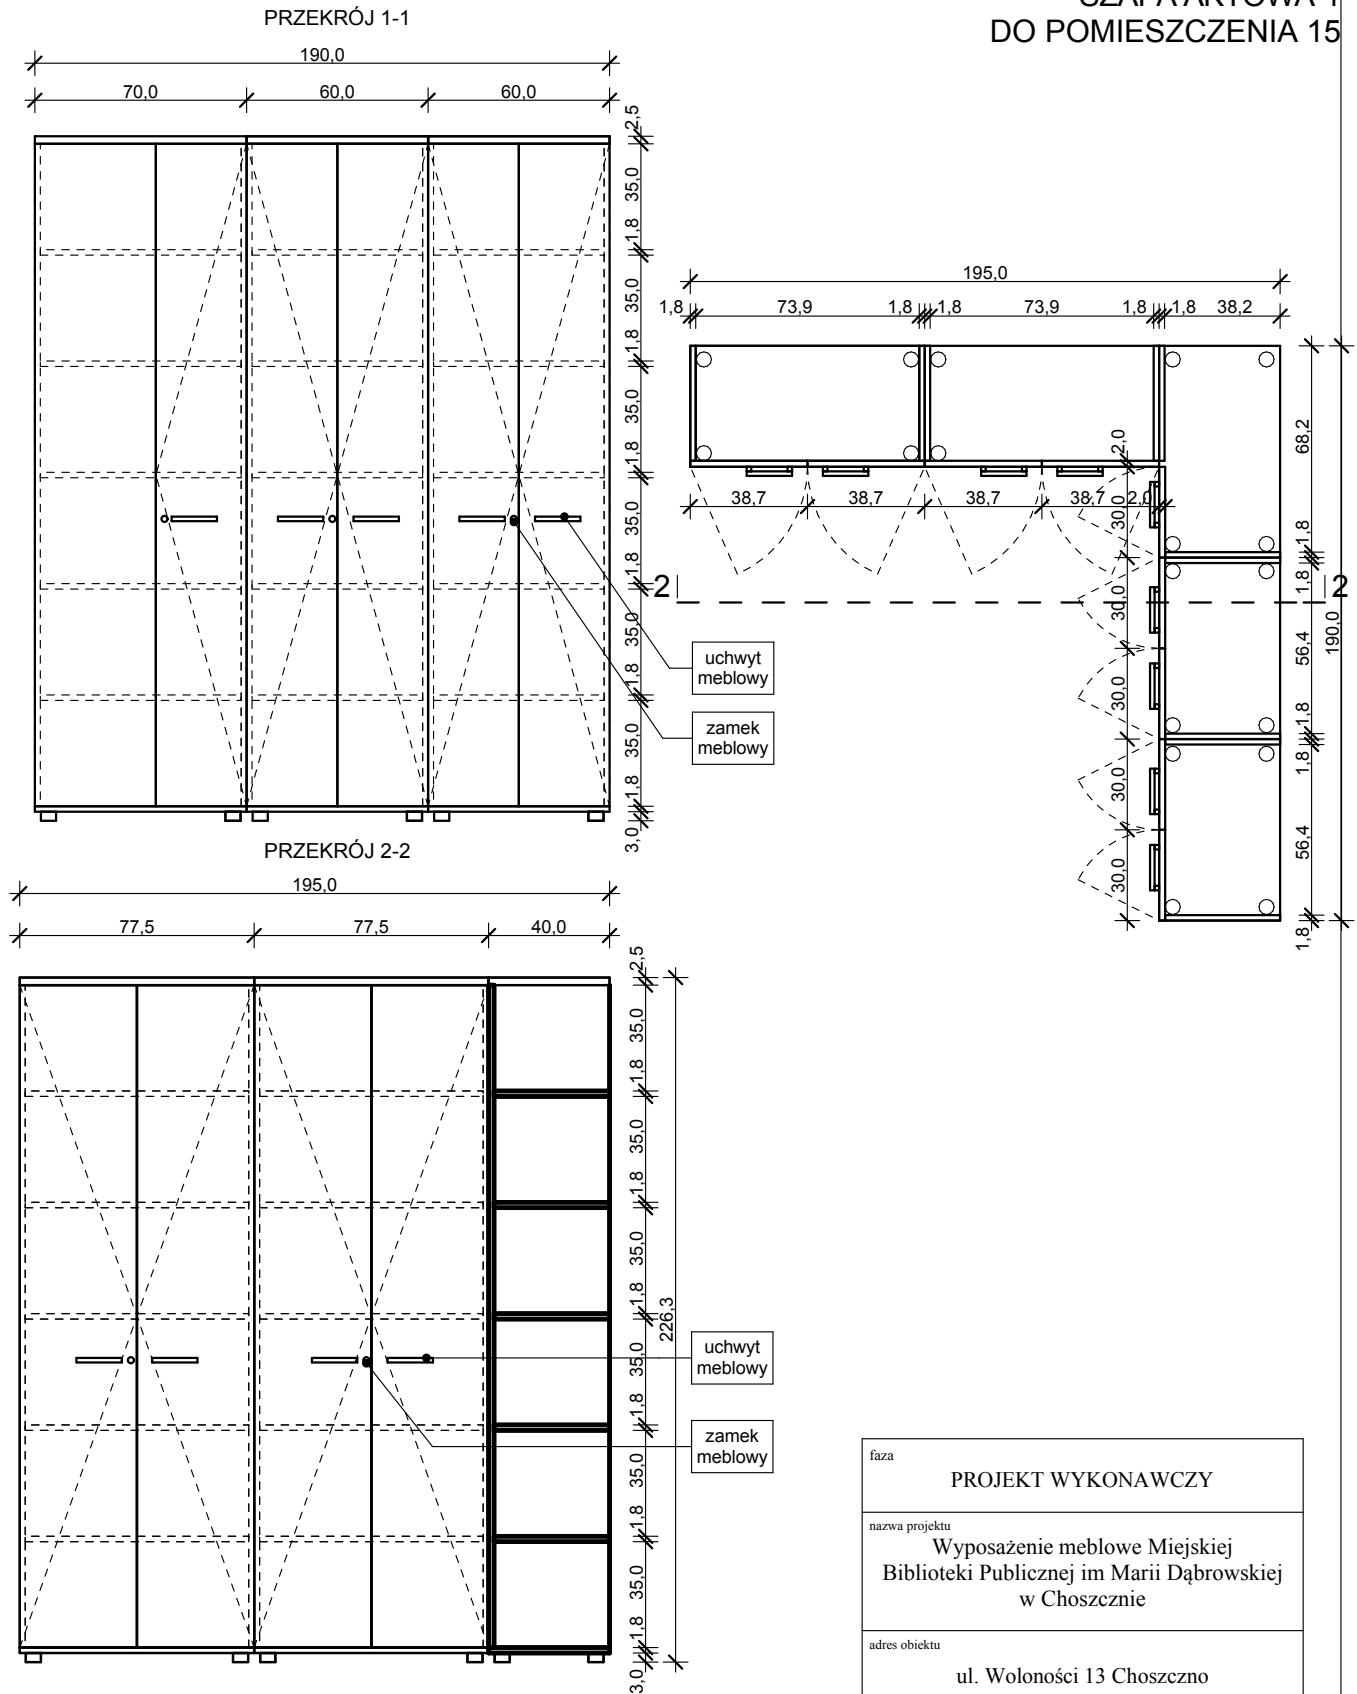 PRZEKRÓJ 1-1
DO POMIESZCZENIA 15
190,0
70,0 60,0 60,0
2,5
35,0
1,8
35,0
1,8
35,0
1,8
35,0
1,8
35,0
1,8
35,0
1,8
3,0
uchwyt
meblowy
zamek
meblowy
195,0
1,8 73,9 1,8 1,8 73,9 1,8 1,8 38,2
38,7 38,7 38,7 38,7 2,0
2,0
30,0
30,0
30,0
30,0
30,0
68,2
1,8
1,8
56,4
1,8
1,8
56,4
1,8
190,0
2 2
PRZEKRÓJ 2-2
195,0
77,5 77,5 40,0
2,5
35,0
1,8
35,0
1,8
35,0
1,8
35,0
1,8
35,0
1,8
35,0
1,8
3,0
226,3
uchwyt
meblowy
zamek
meblowy
faza
PROJEKT WYKONAWCZY
nazwa projektu
Wyposażenie meblowe Miejskiej
Biblioteki Publicznej im Marii Dąbrowskiej
w Choszcznie
adres obiektu
ul. Woloności 13 Choszczno